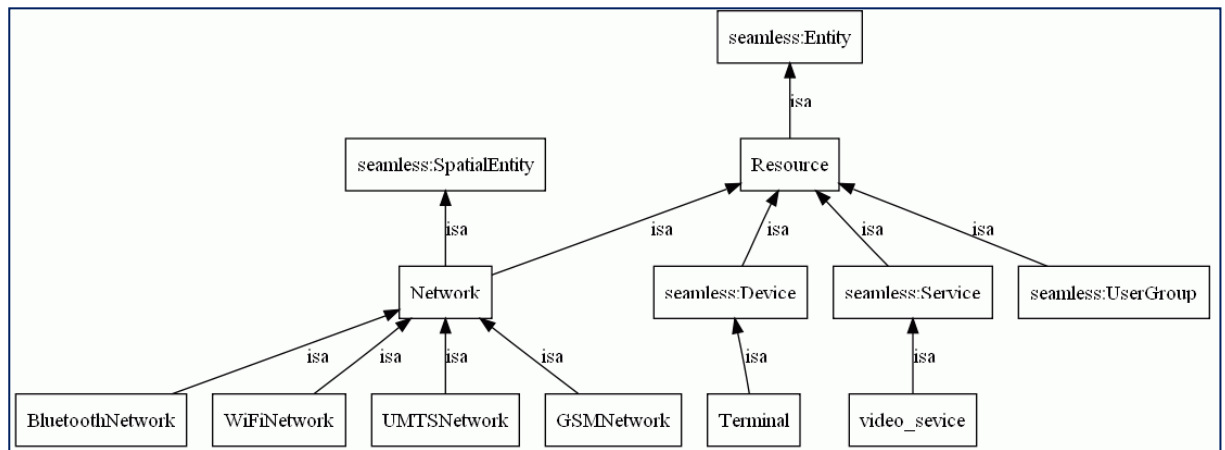 seamless:Entity
isa
seamless:SpatialEntity
Resource
isa
isa
isa
isa
isa
Network
seamless:Device
seamless:Service
seamless:UserGroup
isa
isa
isa
isa
isa
isa
BluetoothNetwork
WiFiNetwork
UMTSNetwork
GSMNetwork
Terminal
video_sevice